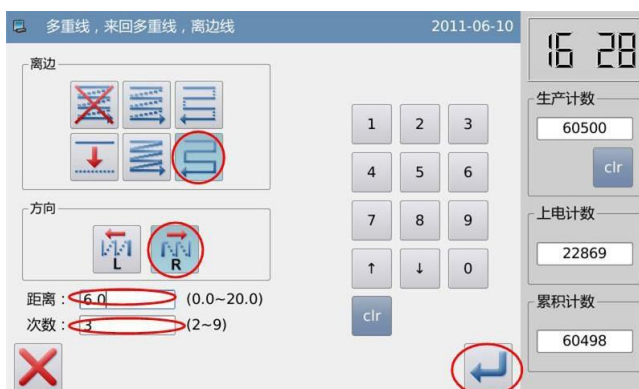 多重线，来回多重线，离边线
2011-06-10
16 28
离边
生产计数
60500
clr
1 2 3
4 5 6
7 8 9
↑ ↓ 0
clr
方向
L
R
上电计数
22869
距离：6.0 (0.0~20.0)
次数：3 (2~9)
累积计数
60498